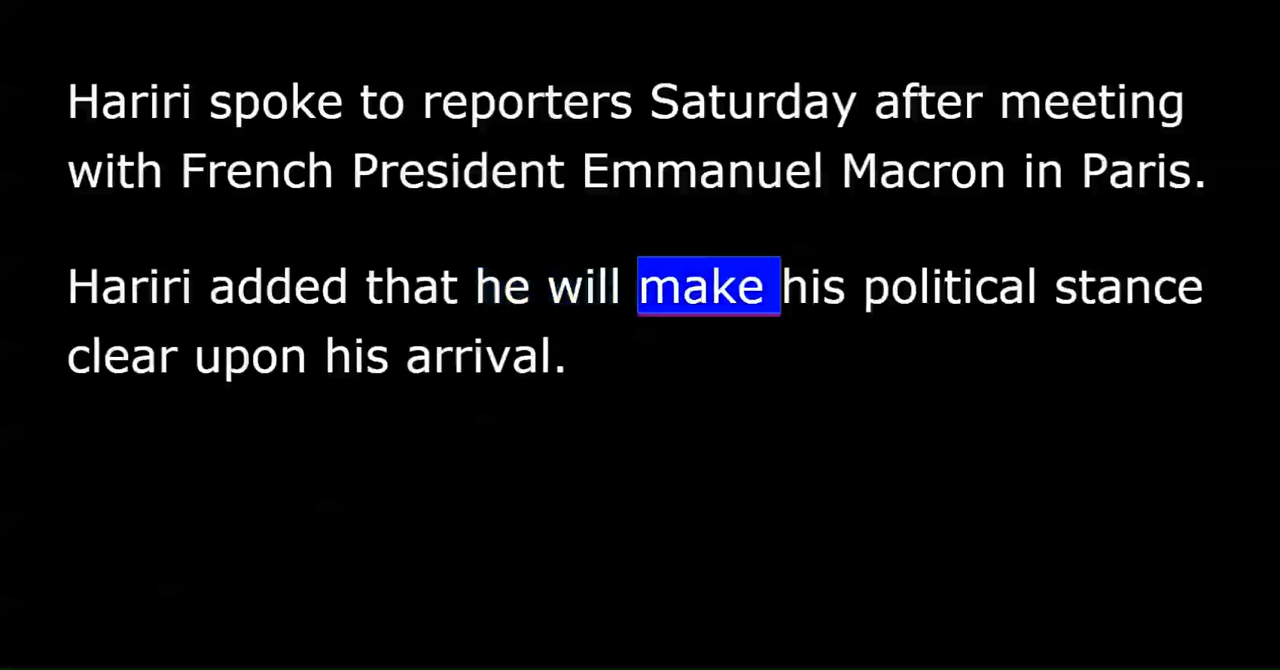 Hariri spoke to reporters Saturday after meeting
with French President Emmanuel Macron in Paris.
Hariri added that he will make his political stance
clear upon his arrival.